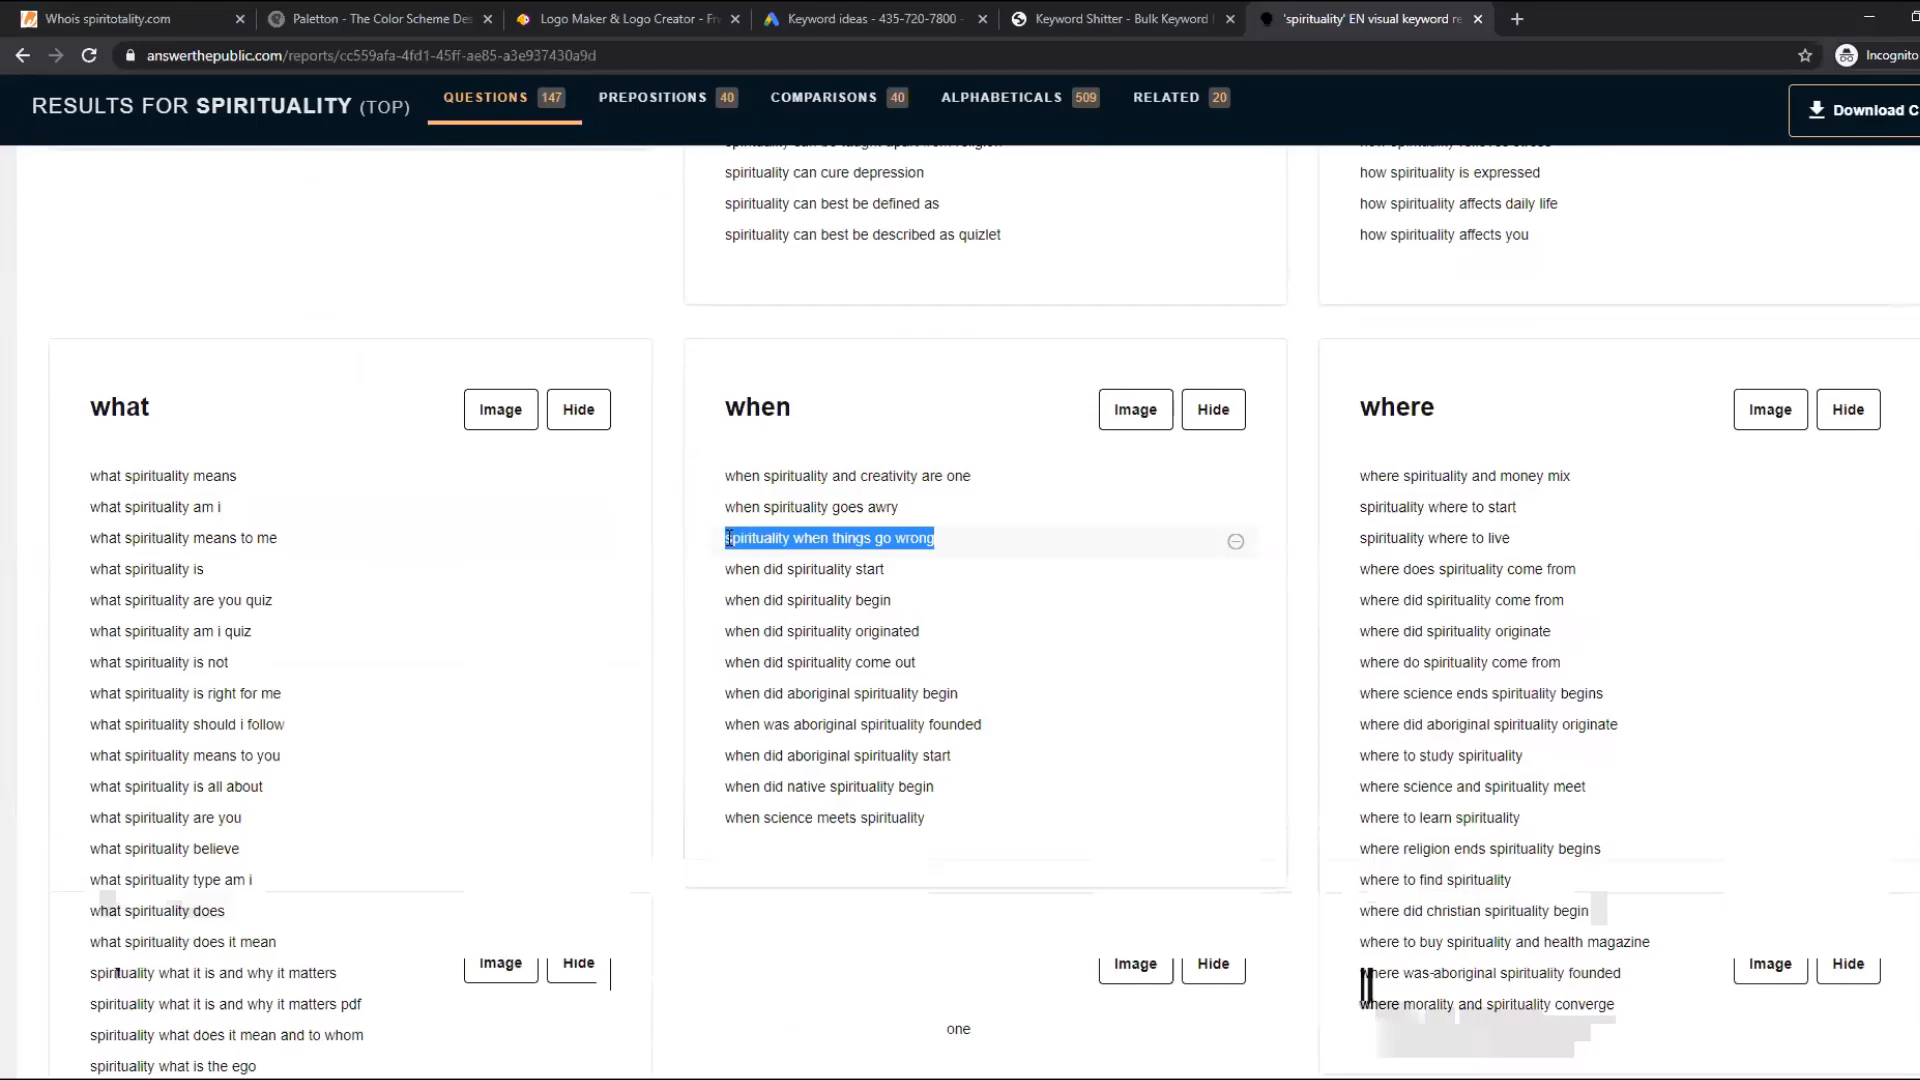 Whois spiritotality.com
Paletton - The Color Scheme Des
Logo Maker & Logo Creator - Fr
Keyword ideas - 435-720-7800 -
Keyword Shitter - Bulk Keyword
'spirituality' EN visual keyword re
answerthepublic.com/reports/cc559afa-4fd1-45ff-ae85-a3e937430a9d
Incognito
RESULTS FOR SPIRITUALITY (TOP)
QUESTIONS 147
PREPOSITIONS 40
COMPARISONS 40
ALPHABETICALS 509
RELATED 20
Download C
spirituality can be taught apart from religion
spirituality can cure depression
spirituality can best be defined as
spirituality can best be described as quizlet
how spirituality relieves stress
how spirituality is expressed
how spirituality affects daily life
how spirituality affects you
what
Image
Hide
what spirituality means
what spirituality am i
what spirituality means to me
what spirituality is
what spirituality are you quiz
what spirituality am i quiz
what spirituality is not
what spirituality is right for me
what spirituality should i follow
what spirituality means to you
what spirituality is all about
what spirituality are you
what spirituality believe
what spirituality type am i
what spirituality does
what spirituality does it mean
spirituality what it is and why it matters
spirituality what it is and why it matters pdf
spirituality what does it mean and to whom
spirituality what is the ego
Image
Hide
when
Image
Hide
when spirituality and creativity are one
when spirituality goes awry
spirituality when things go wrong
when did spirituality start
when did spirituality begin
when did spirituality originated
when did spirituality come out
when did aboriginal spirituality begin
when was aboriginal spirituality founded
when did aboriginal spirituality start
when did native spirituality begin
when science meets spirituality
Image
Hide
one
where
Image
Hide
where spirituality and money mix
spirituality where to start
spirituality where to live
where does spirituality come from
where did spirituality come from
where did spirituality originate
where do spirituality come from
where science ends spirituality begins
where did aboriginal spirituality originate
where to study spirituality
where science and spirituality meet
where to learn spirituality
where religion ends spirituality begins
where to find spirituality
where did christian spirituality begin
where to buy spirituality and health magazine
where was aboriginal spirituality founded
where morality and spirituality converge
Image
Hide